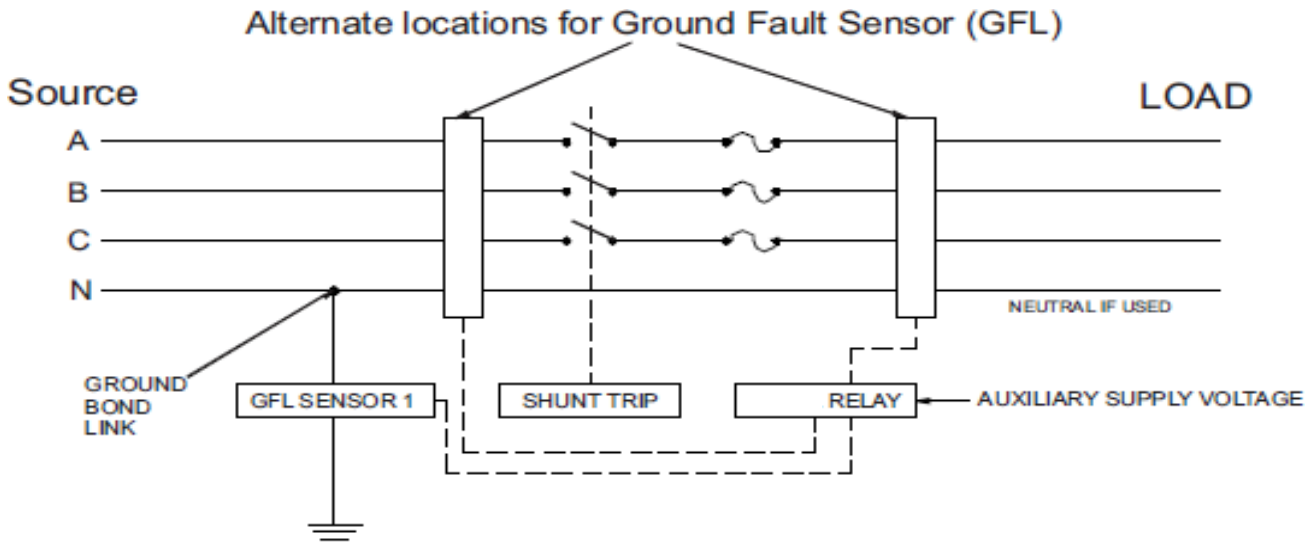 Alternate locations for Ground Fault Sensor (GFL)
Source
LOAD
A
B
C
N
NEUTRAL IF USED
GROUND
BOND
LINK
GFL SENSOR 1
SHUNT TRIP
RELAY
AUXILIARY SUPPLY VOLTAGE